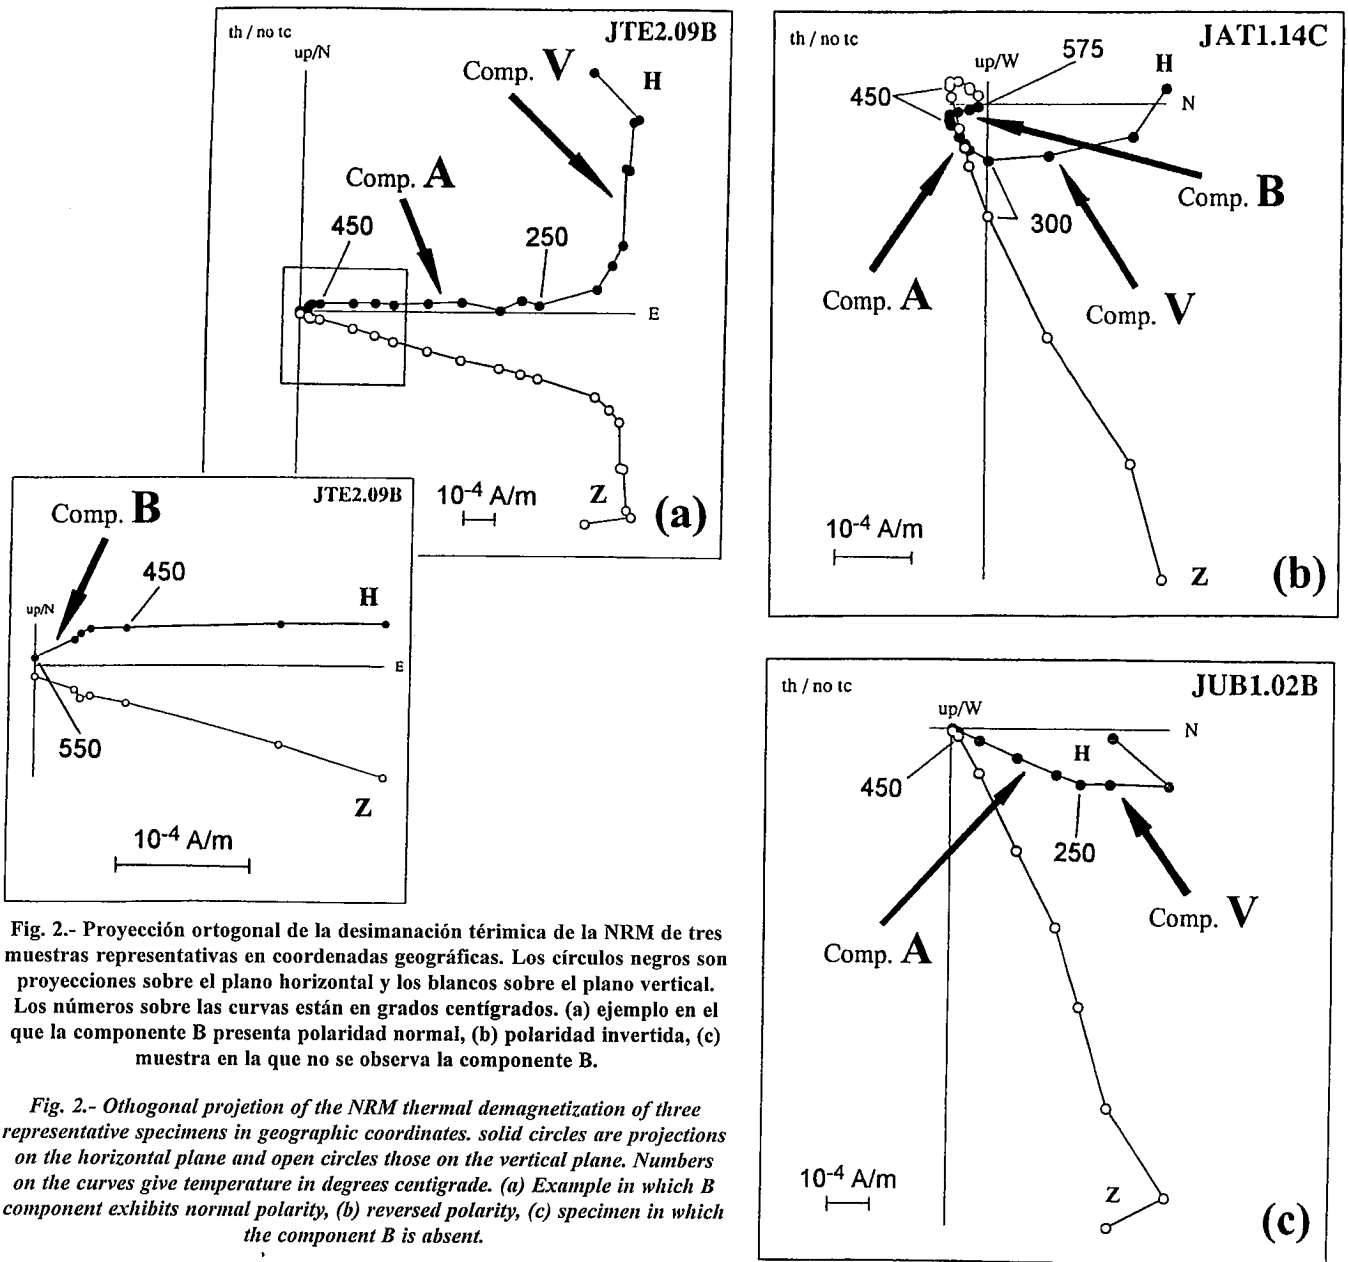 th / no tc
JTE2.09B
up/N
Comp. V
H
Comp. A
450
250
E
10-4 A/m
Z
(a)
JTE2.09B
Comp. B
450
H
up/N
E
550
Z
10-4 A/m
th / no tc
JAT1.14C
up/W
575
H
450
N
Comp. B
300
Comp. A
Comp. V
10-4 A/m
Z
(b)
th / no tc
JUB1.02B
up/W
N
H
450
250
Comp. V
Comp. A
10-4 A/m
Z
(c)
Fig. 2.- Proyección ortogonal de la desimanación térimica de la NRM de tres
muestras representativas en coordenadas geográficas. Los círculos negros son
proyecciones sobre el plano horizontal y los blancos sobre el plano vertical.
Los números sobre las curvas están en grados centígrados. (a) ejemplo en el
que la componente B presenta polaridad normal, (b) polaridad invertida, (c)
muestra en la que no se observa la componente B.
Fig. 2.- Othogonal projetion of the NRM thermal demagnetization of three
representative specimens in geographic coordinates. solid circles are projections
on the horizontal plane and open circles those on the vertical plane. Numbers
on the curves give temperature in degrees centigrade. (a) Example in which B
component exhibits normal polarity, (b) reversed polarity, (c) specimen in which
the component B is absent.